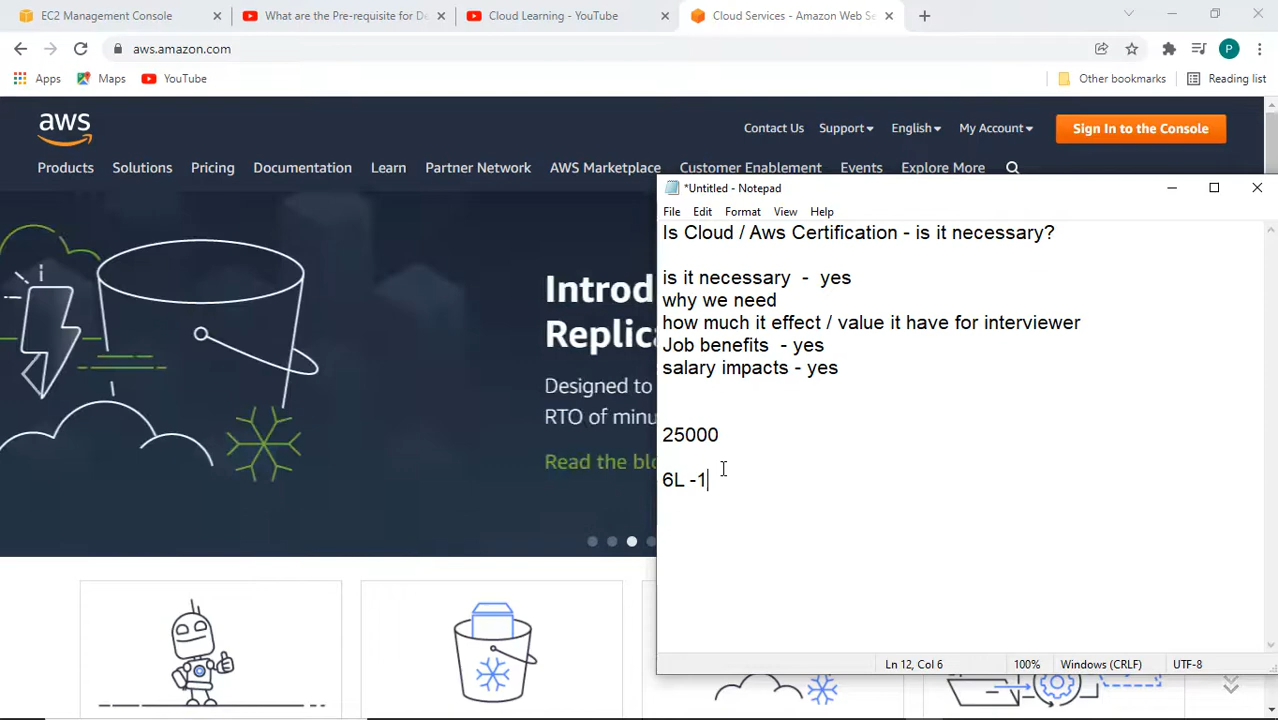 EC2 Management Console
What are the Pre-requisite for De
Cloud Learning - YouTube
Cloud Services - Amazon Web Se
aws.amazon.com
P
Apps
Maps
YouTube
Other bookmarks
Reading list
aws
Contact Us
Support
English
My Account
Sign In to the Console
Products
Solutions
Pricing
Documentation
Learn
Partner Network
AWS Marketplace
Customer Enablement
Events
Explore More
Introd
Replic
Designed to
RTO of minu
Read the blo
*Untitled - Notepad
File
Edit
Format
View
Help
Is Cloud / Aws Certification - is it necessary?
is it necessary - yes
why we need
how much it effect / value it have for interviewer
Job benefits - yes
salary impacts - yes
25000
6L -1
Ln 12, Col 6
100%
Windows (CRLF)
UTF-8